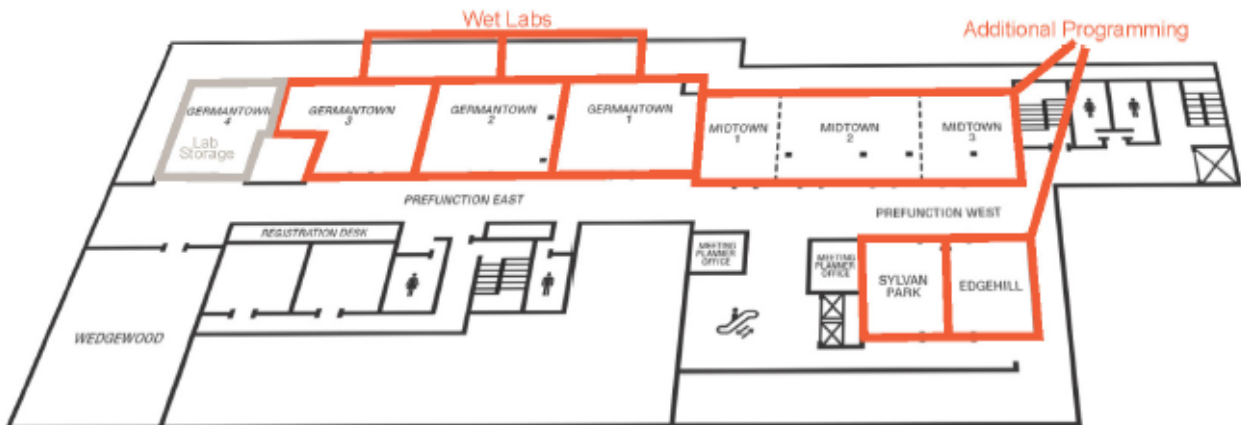 Wet Labs
Additional Programming
GERMANTOWN
4
Lab
Storage
GERMANTOWN
3
GERMANTOWN
2
GERMANTOWN
1
MIDTOWN
1
MIDTOWN
2
MIDTOWN
3
PREFUNCTION EAST
PREFUNCTION WEST
REGISTRATION DESK
MEETING
PLANNER
OFFICE
MEETING
PLANNER
OFFICE
SYLVAN
PARK
EDGEHILL
WEDGEWOOD